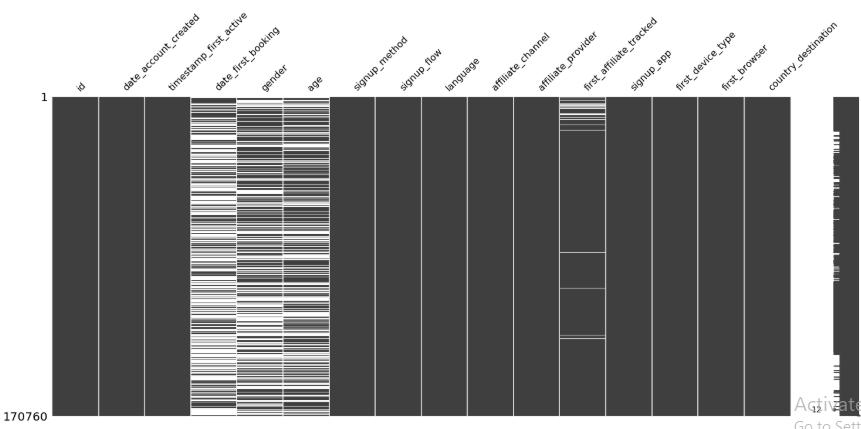 id
date_account_created
timestamp_first_active
date_first_booking
gender
age
signup_method
signup_flow
language
affiliate_channel
affiliate_provider
first_affiliate_tracked
signup_app
first_device_type
first_browser
country_destination
1
170760
12
Activate
Go to Sett